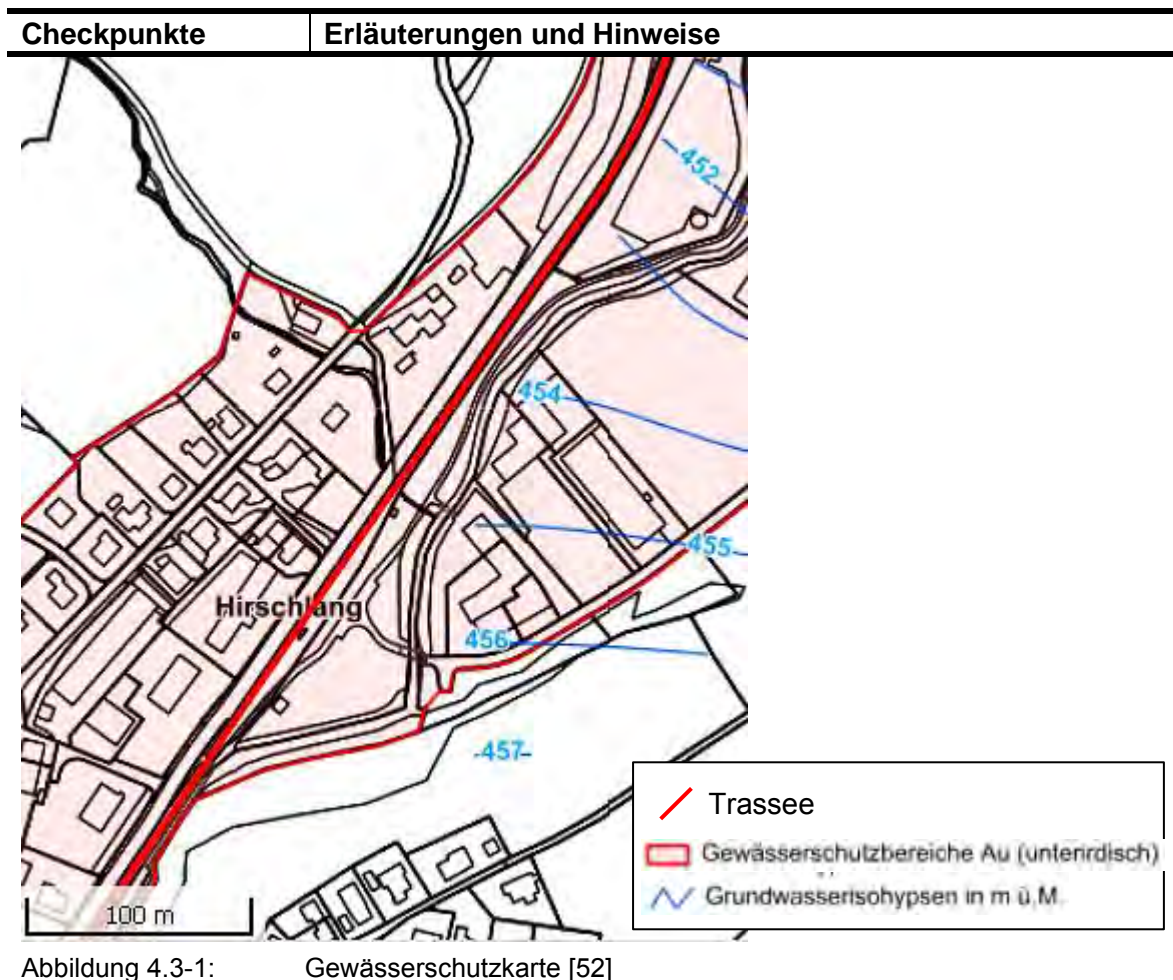 Checkpunkte Erläuterungen und Hinweise
452
454
455
Hirschlang
456
457
Trassee
Gewässerschutzbereiche Au (unterirdisch)
Grundwasserisohypsen in m ü.M.
100 m
Abbildung 4.3-1: Gewässerschutzkarte [52]